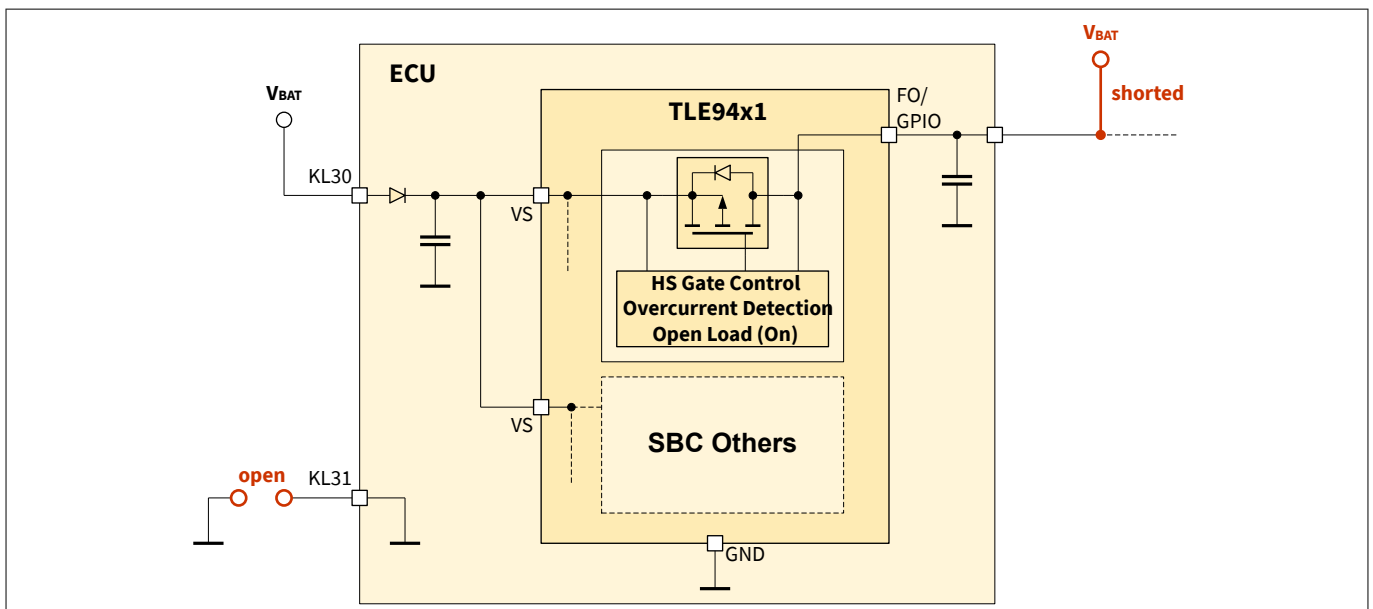 ECU
VBAT
VBAT
shorted
TLE94x1
FO/
GPIO
KL30
VS
HS Gate Control
Overcurrent Detection
Open Load (On)
VS
SBC Others
open
KL31
GND